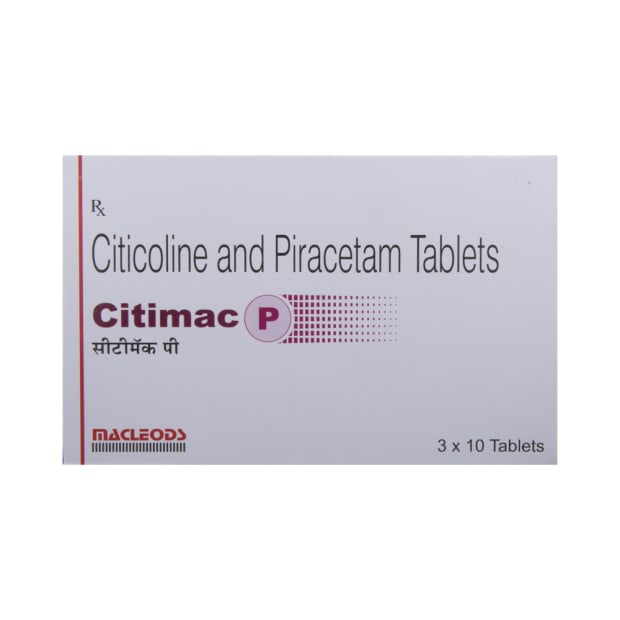 Rx
Citicoline and Piracetam Tablets
Citimac P
सीटीमॅक पी
MACLEODS
3 x 10 Tablets